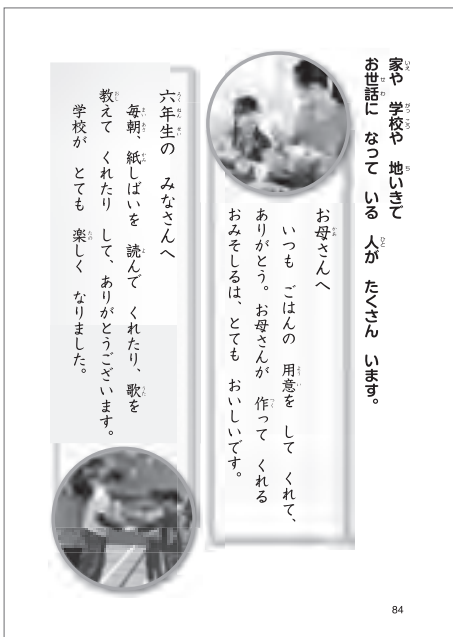 家や 学校や 地いきで
お世話に なって いる 人が たくさん います。
お母さんへ
いつも ごはんの 用意を して くれて、
ありがとう。お母さんが 作って くれる
おみそしるは、とても おいしいです。
六年生の みなさんへ
毎朝、紙しばいを 読んで くれたり、歌を
教えて くれたり して、ありがとうございます。
学校が とても 楽しく なりました。
84